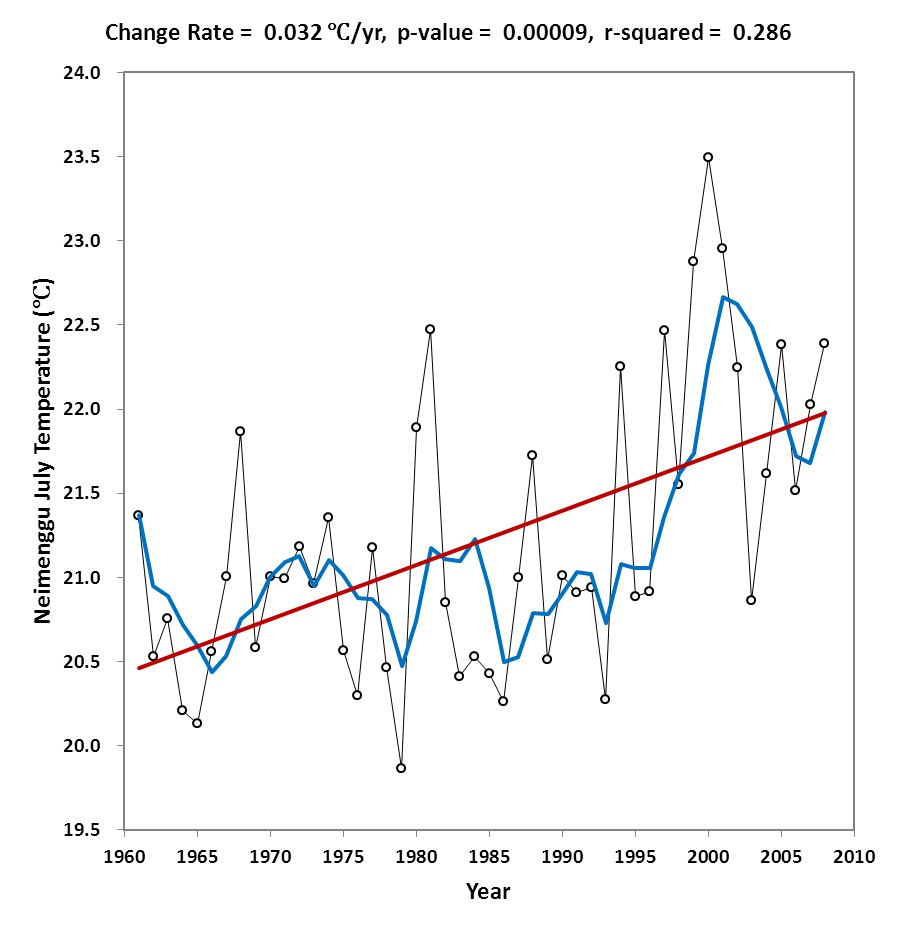 Change Rate = 0.032 ℃/yr, p-value = 0.00009, r-squared = 0.286
24.0
23.5
23.0
22.5
22.0
21.5
21.0
20.5
20.0
19.5
Neimenggu July Temperature (℃)
1960 1965 1970 1975 1980 1985 1990 1995 2000 2005 2010
Year